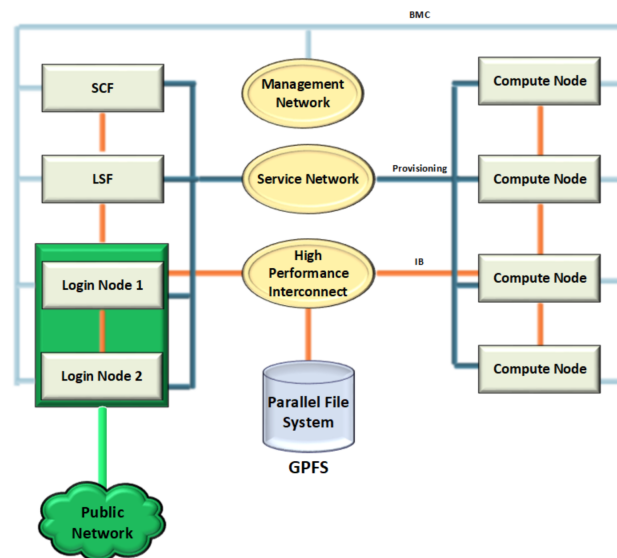 BMC
SCF
Management
Network
Compute Node
LSF
Service Network
Provisioning
Compute Node
Login Node 1
High
Performance
Interconnect
IB
Compute Node
Login Node 2
Parallel File
System
Compute Node
GPFS
Public
Network